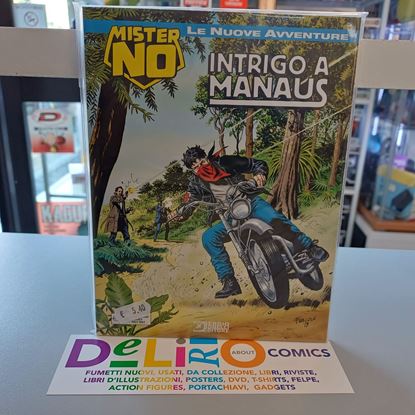 MISTER NO
LE NUOVE AVVENTURE
INTRIGO A
MANAUS
€ 5,40
DELIRIO ABOUT COMICS
FUMETTI NUOVI, USATI, DA COLLEZIONE, LIBRI, RIVISTE,
LIBRI D'ILLUSTRAZIONI, POSTERS, DVD, T-SHIRTS, FELPE,
ACTION FIGURES, PORTACHIAVI, GADGETS